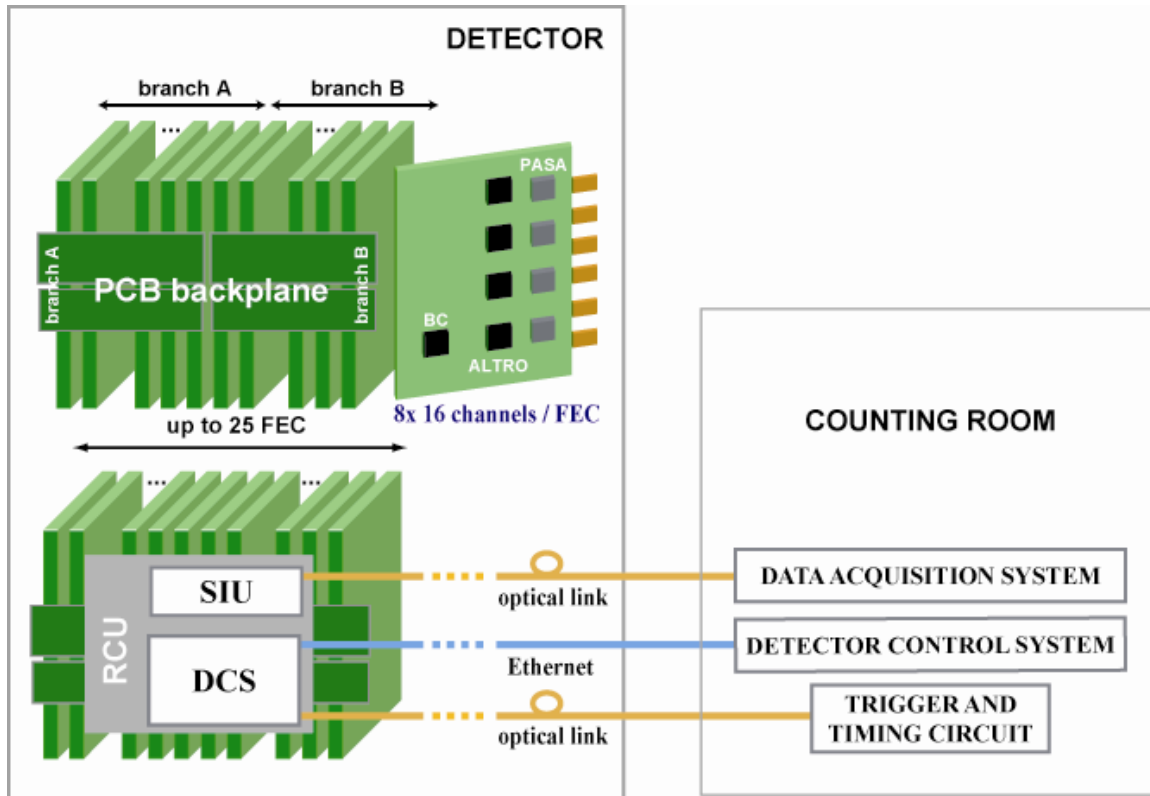 DETECTOR
branch A
branch B
...
...
PASA
branch A
PCB backplane
branch B
BC
ALTRO
8x 16 channels / FEC
up to 25 FEC
...
...
RCU
SIU
DCS
optical link
Ethernet
optical link
COUNTING ROOM
DATA ACQUISITION SYSTEM
DETECTOR CONTROL SYSTEM
TRIGGER AND
TIMING CIRCUIT